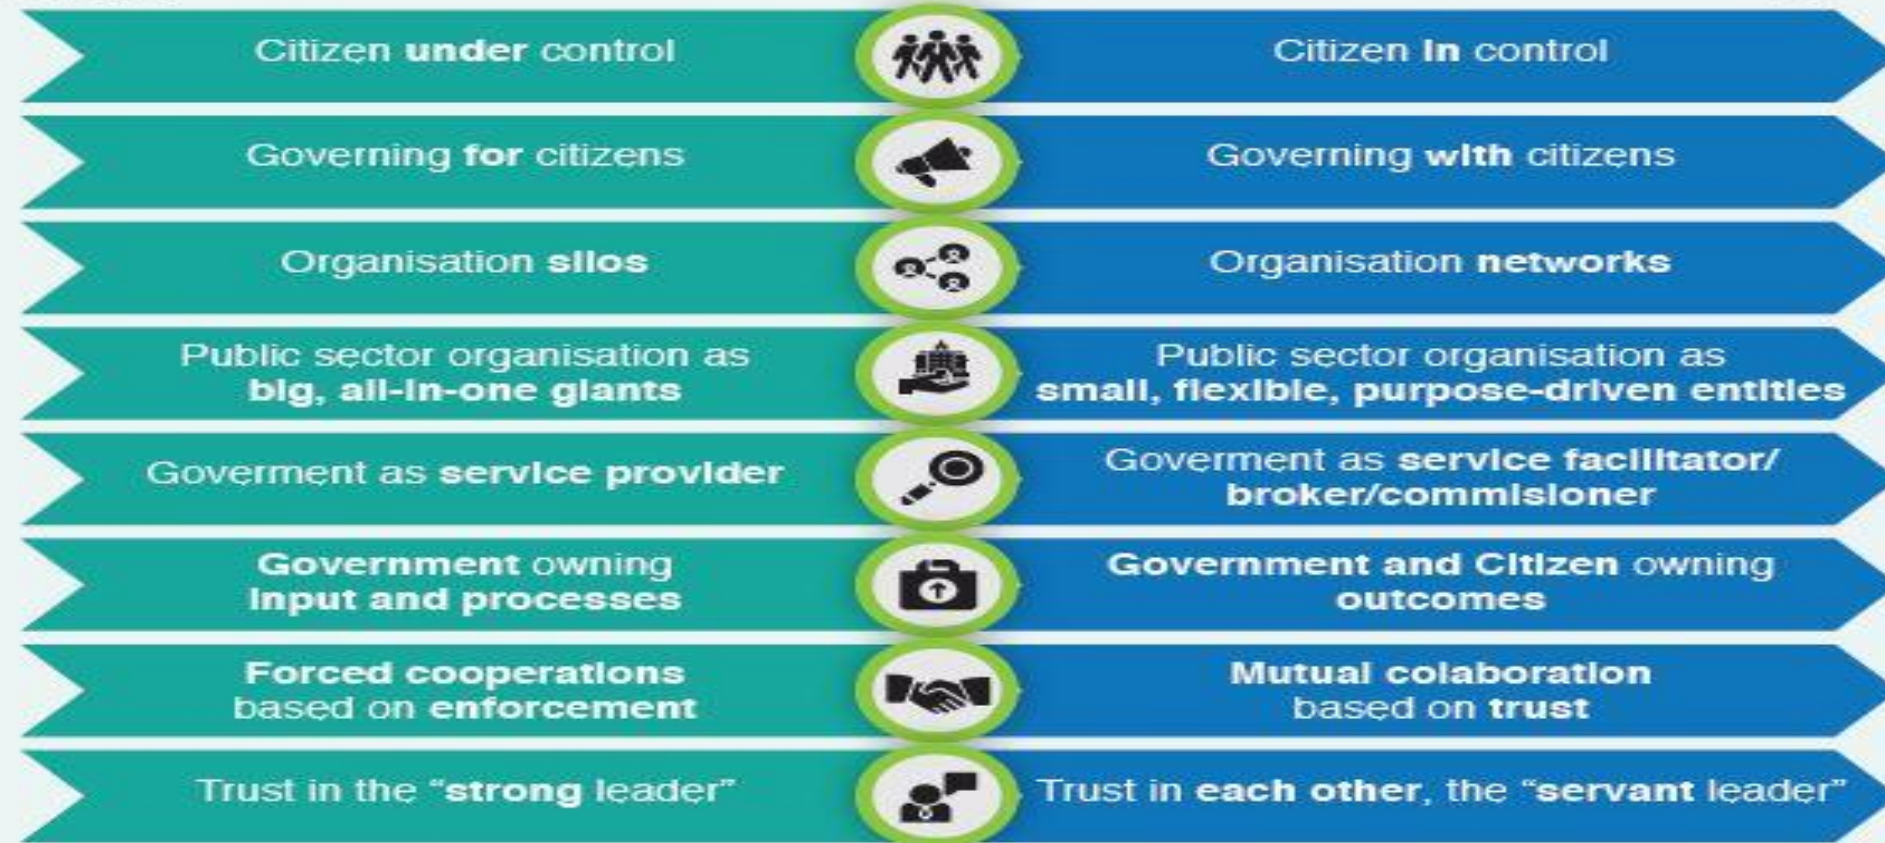 Citizen under control
Citizen in control
Governing for citizens
Governing with citizens
Organisation silos
Organisation networks
Public sector organisation as
big, all-in-one giants
Public sector organisation as
small, flexible, purpose-driven entities
Goverment as service provider
Goverment as service facilitator/
broker/commisioner
Government owning
input and processes
Government and Citizen owning
outcomes
Forced cooperations
based on enforcement
Mutual colaboration
based on trust
Trust in the “strong leader”
Trust in each other, the “servant leader”